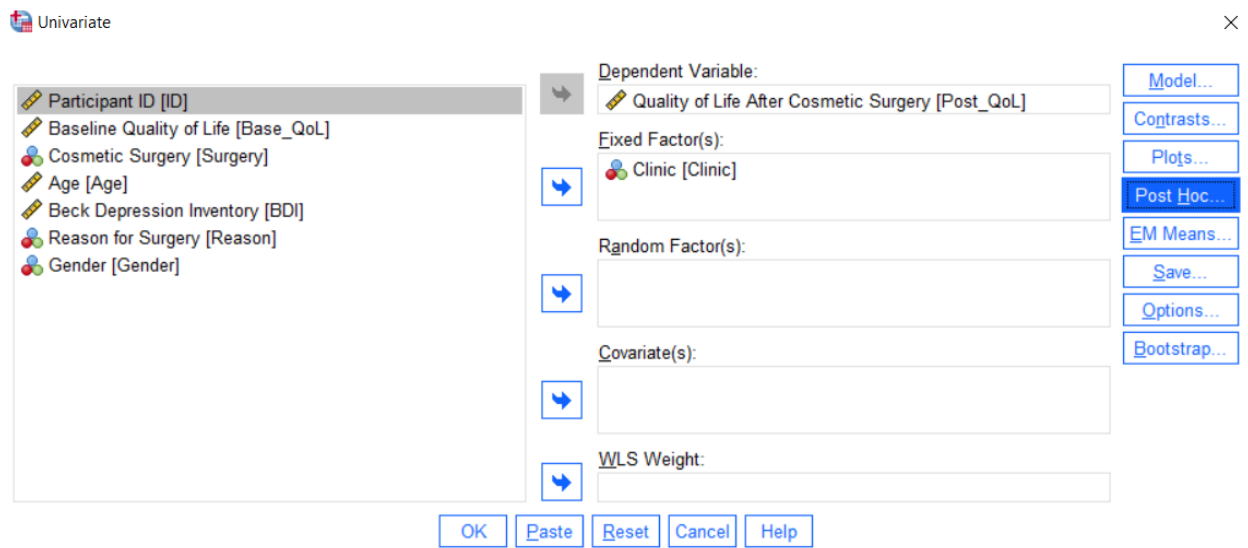 Univariate
Participant ID [ID]
Baseline Quality of Life [Base_QoL]
Cosmetic Surgery [Surgery]
Age [Age]
Beck Depression Inventory [BDI]
Reason for Surgery [Reason]
Gender [Gender]
Dependent Variable:
Quality of Life After Cosmetic Surgery [Post_QoL]
Fixed Factor(s):
Clinic [Clinic]
Random Factor(s):
Covariate(s):
WLS Weight:
Model...
Contrasts...
Plots...
Post Hoc...
EM Means...
Save...
Options...
Bootstrap...
OK Paste Reset Cancel Help